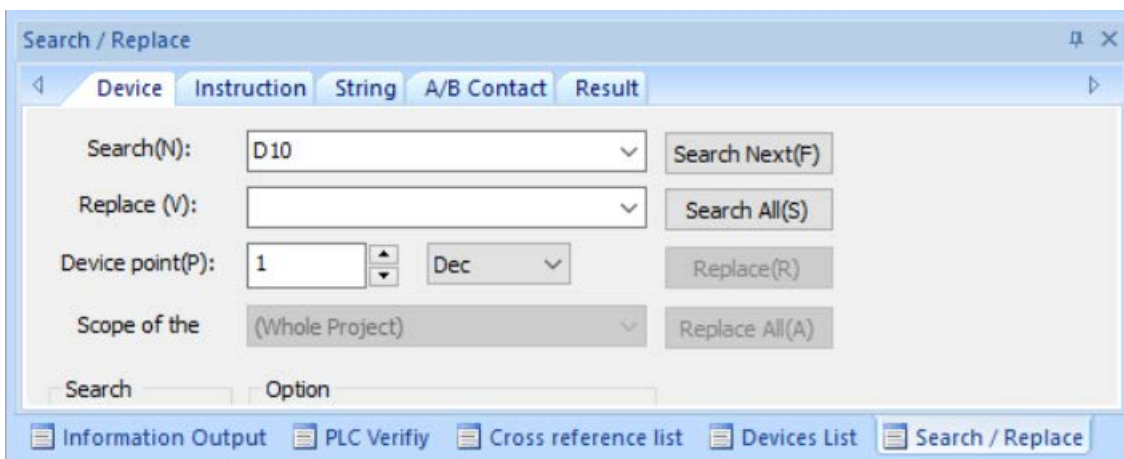 Search / Replace
Device Instruction String A/B Contact Result
Search(N): D10 Search Next(F)
Replace (V): Search All(S)
Device point(P): 1 Dec Replace(R)
Scope of the (Whole Project) Replace All(A)
Search Option
Information Output PLC Verifiy Cross reference list Devices List Search / Replace